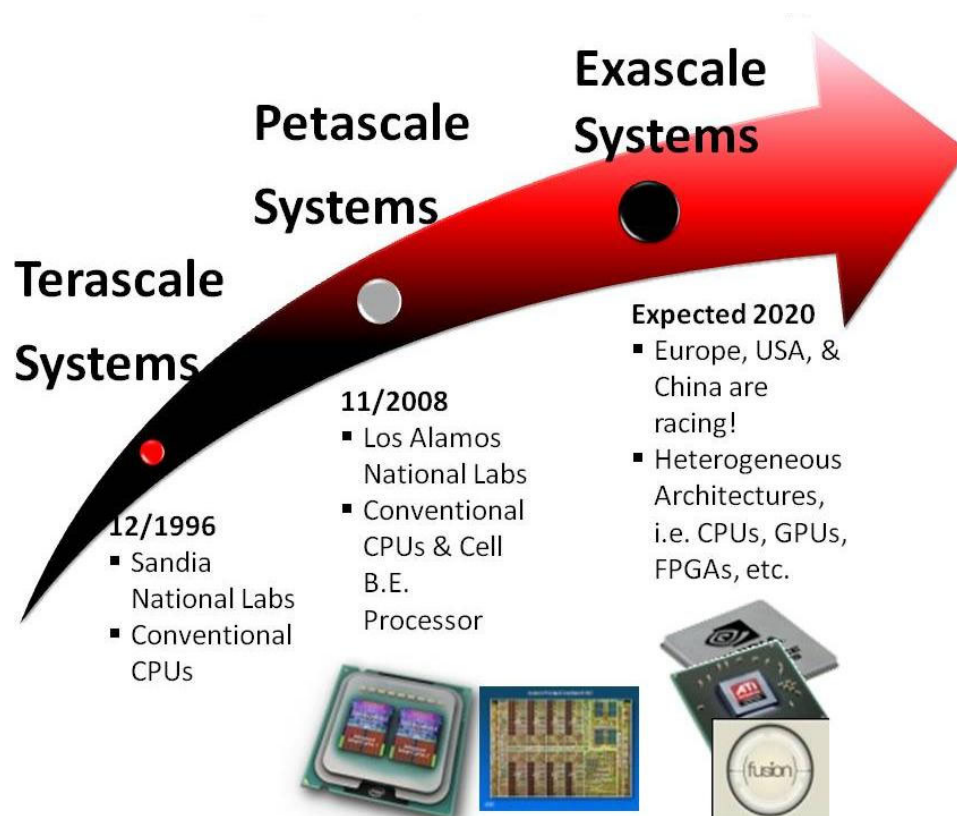 Terascale
Systems
Petascale
Systems
Exascale
Systems
12/1996
▪ Sandia
National Labs
▪ Conventional
CPUs
11/2008
▪ Los Alamos
National Labs
▪ Conventional
CPUs & Cell
B.E.
Processor
Expected 2020
▪ Europe, USA, &
China are
racing!
▪ Heterogeneous
Architectures,
i.e. CPUs, GPUs,
FPGAs, etc.
intel
ATI
fusion